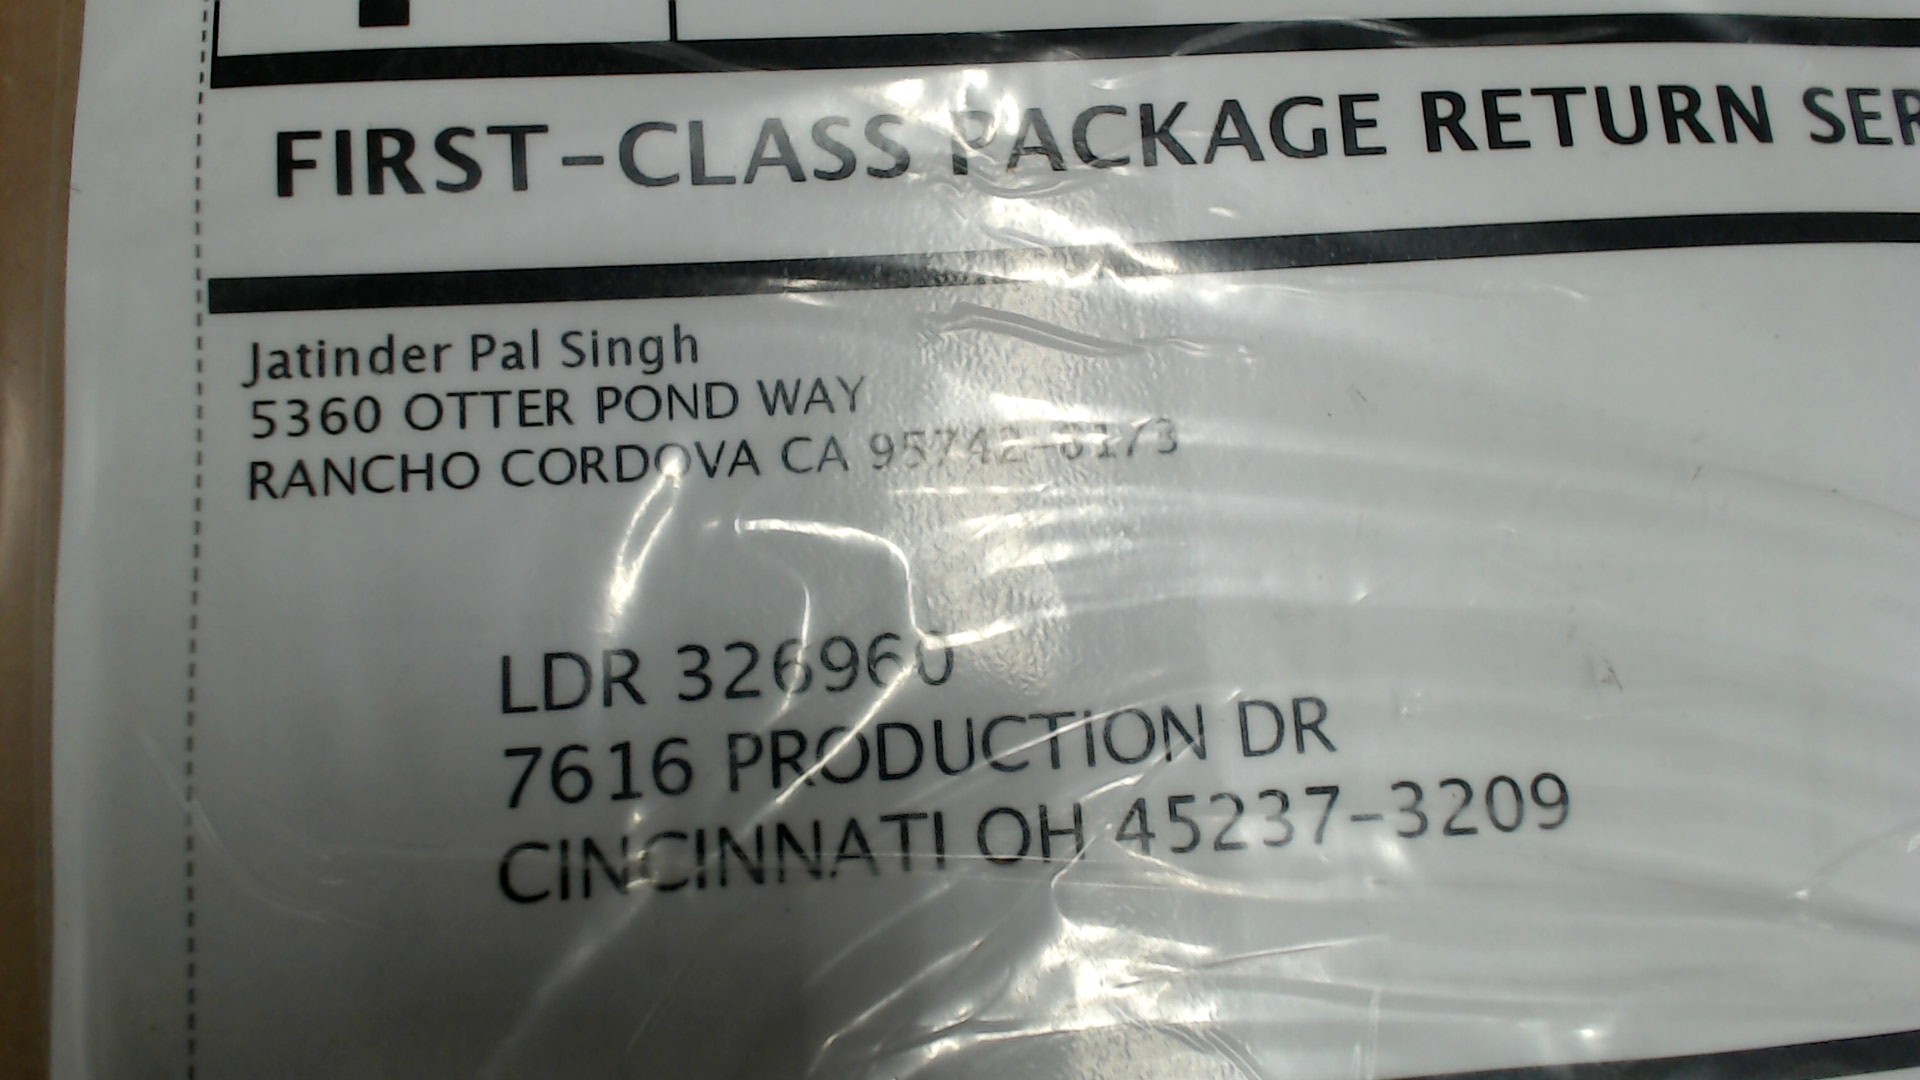 FIRST-CLASS PACKAGE RETURN SER
Jatinder Pal Singh
5360 OTTER POND WAY
RANCHO CORDOVA CA
LDR 326960
7616 PRODUCTION DR
CINCINNATI OH 45237-3209